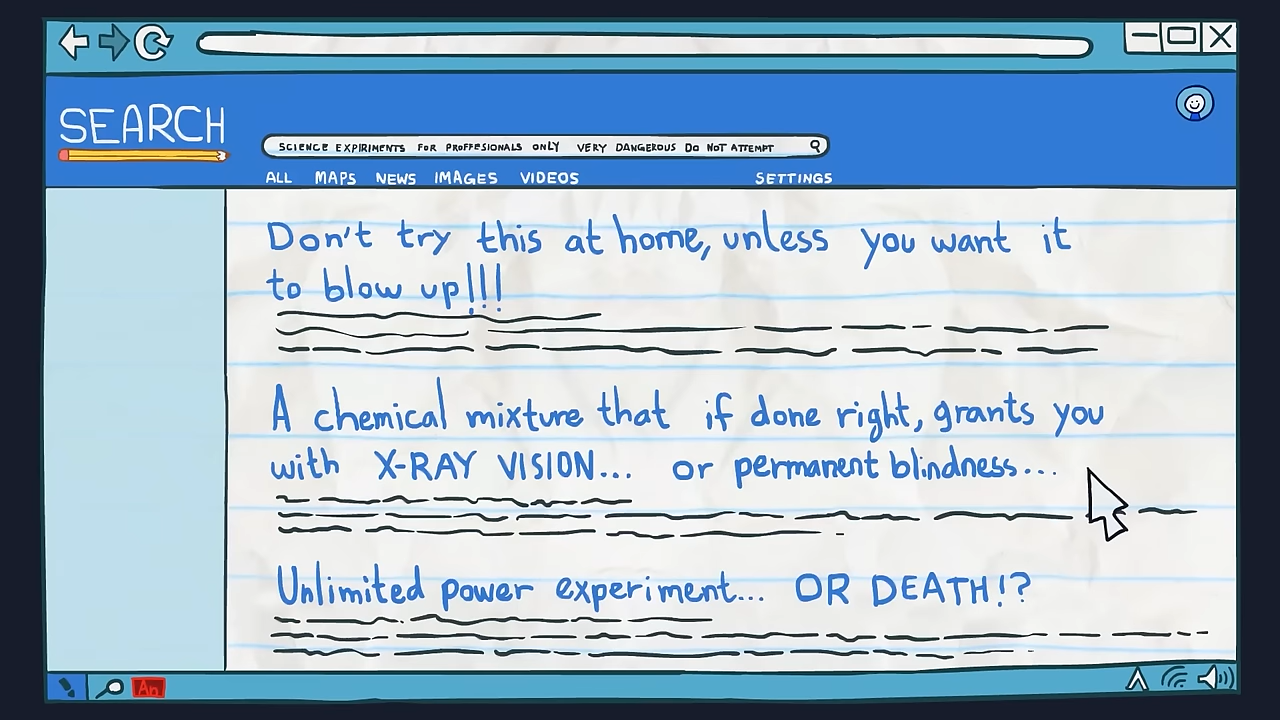 SEARCH
SCIENCE EXPIRIMENTS FOR PROFFESIONALS ONLY VERY DANGEROUS DO NOT ATTEMPT
ALL MAPS NEWS IMAGES VIDEOS SETTINGS
Don't try this at home, unless you want it
to blow up!!!
A chemical mixture that if done right, grants you
with X-RAY VISION... or permanent blindness...
Unlimited power experiment... OR DEATH!?
An